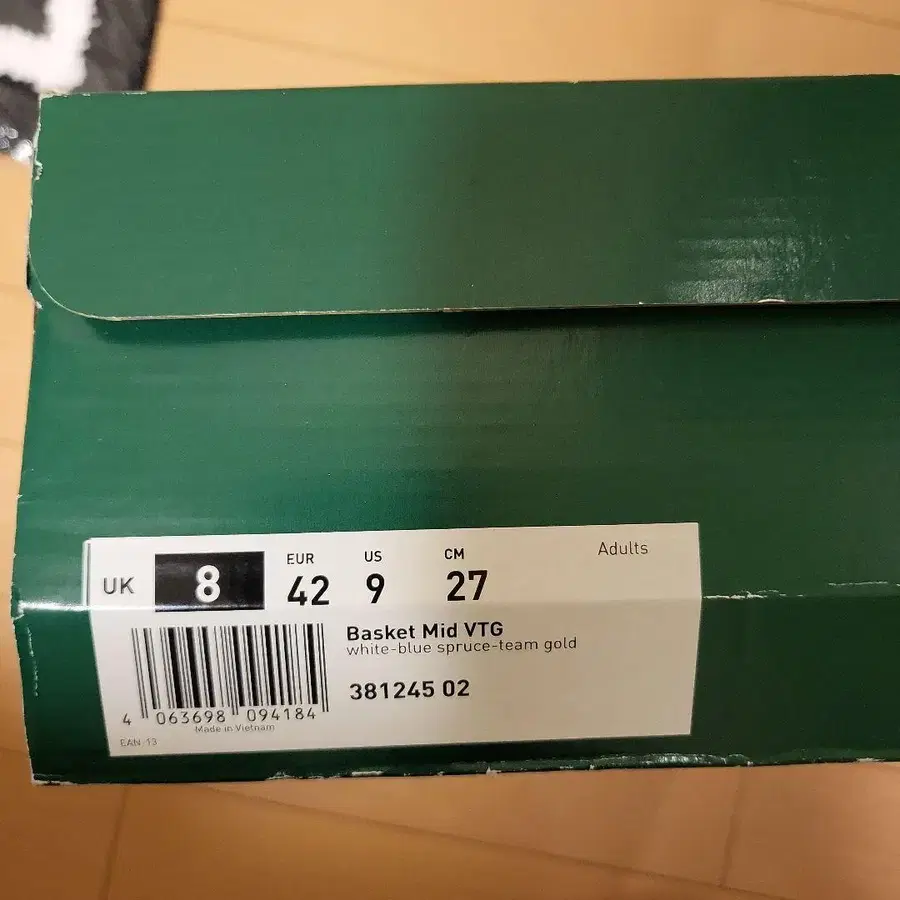 UK 8 EUR 42 US 9 CM 27 Adults
Basket Mid VTG
white-blue spruce-team gold
381245 02
4 063698 094184
Made in Vietnam
EAN-13